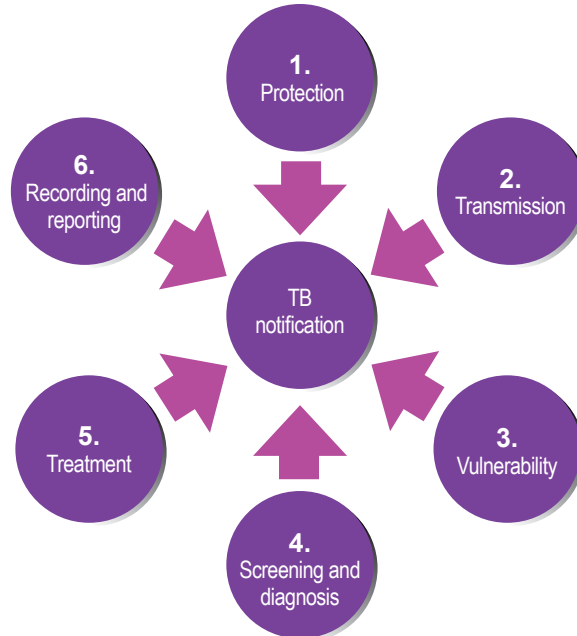 1.
Protection
2.
Transmission
3.
Vulnerability
4.
Screening and
diagnosis
5.
Treatment
6.
Recording and
reporting
TB
notification